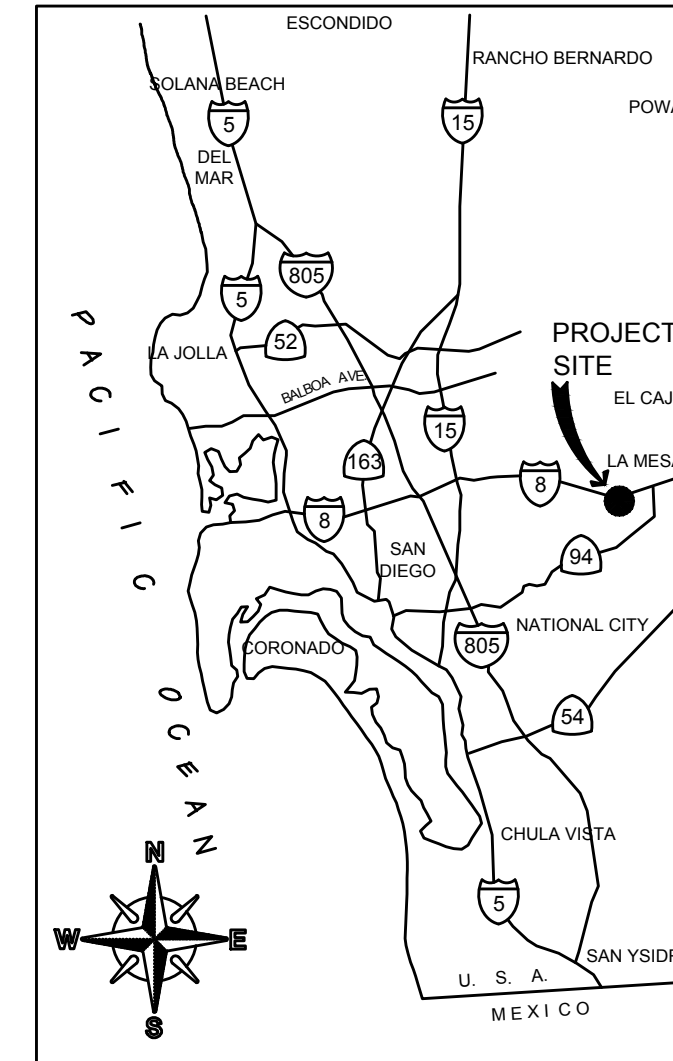 ESCONDIDO
RANCHO BERNARDO
SOLANA BEACH
POWA
5
15
DEL
MAR
805
5
52
LA JOLLA
PROJECT
SITE
BALBOA AVE.
EL CAJ
15
163
LA MESA
8
8
SAN
DIEGO
94
NATIONAL CITY
CORONADO
805
54
PACIFIC OCEAN
CHULA VISTA
N
W
E
S
5
SAN YSIDR
U. S. A.
MEXICO